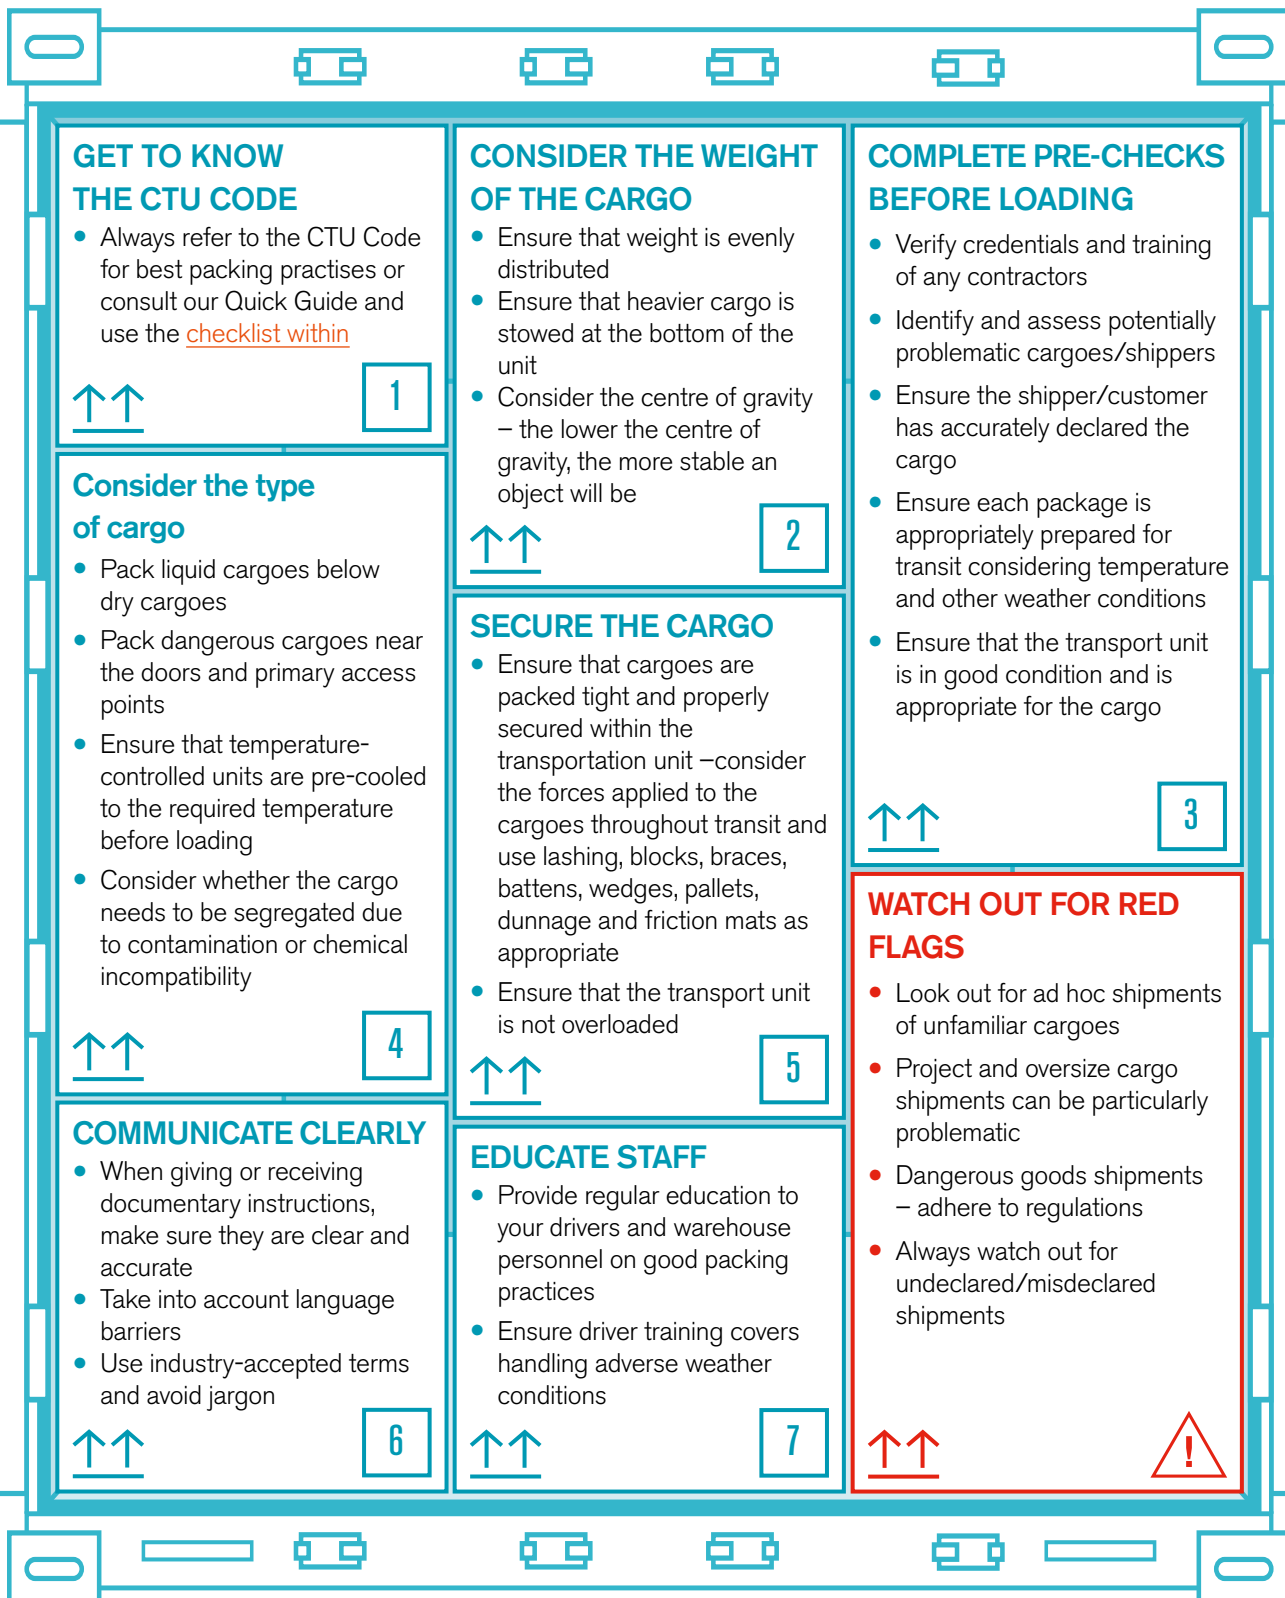 GET TO KNOW
THE CTU CODE
• Always refer to the CTU Code
for best packing practises or
consult our Quick Guide and
use the checklist within
1
CONSIDER THE WEIGHT
OF THE CARGO
• Ensure that weight is evenly
distributed
• Ensure that heavier cargo is
stowed at the bottom of the
unit
• Consider the centre of gravity
– the lower the centre of
gravity, the more stable an
object will be
2
COMPLETE PRE-CHECKS
BEFORE LOADING
• Verify credentials and training
of any contractors
• Identify and assess potentially
problematic cargoes/shippers
• Ensure the shipper/customer
has accurately declared the
cargo
• Ensure each package is
appropriately prepared for
transit considering temperature
and other weather conditions
• Ensure that the transport unit
is in good condition and is
appropriate for the cargo
3
Consider the type
of cargo
• Pack liquid cargoes below
dry cargoes
• Pack dangerous cargoes near
the doors and primary access
points
• Ensure that temperature-
controlled units are pre-cooled
to the required temperature
before loading
• Consider whether the cargo
needs to be segregated due
to contamination or chemical
incompatibility
4
SECURE THE CARGO
• Ensure that cargoes are
packed tight and properly
secured within the
transportation unit –consider
the forces applied to the
cargoes throughout transit and
use lashing, blocks, braces,
battens, wedges, pallets,
dunnage and friction mats as
appropriate
• Ensure that the transport unit
is not overloaded
5
COMMUNICATE CLEARLY
• When giving or receiving
documentary instructions,
make sure they are clear and
accurate
• Take into account language
barriers
• Use industry-accepted terms
and avoid jargon
6
EDUCATE STAFF
• Provide regular education to
your drivers and warehouse
personnel on good packing
practices
• Ensure driver training covers
handling adverse weather
conditions
7
WATCH OUT FOR RED
FLAGS
• Look out for ad hoc shipments
of unfamiliar cargoes
• Project and oversize cargo
shipments can be particularly
problematic
• Dangerous goods shipments
– adhere to regulations
• Always watch out for
undeclared/misdeclared
shipments
!